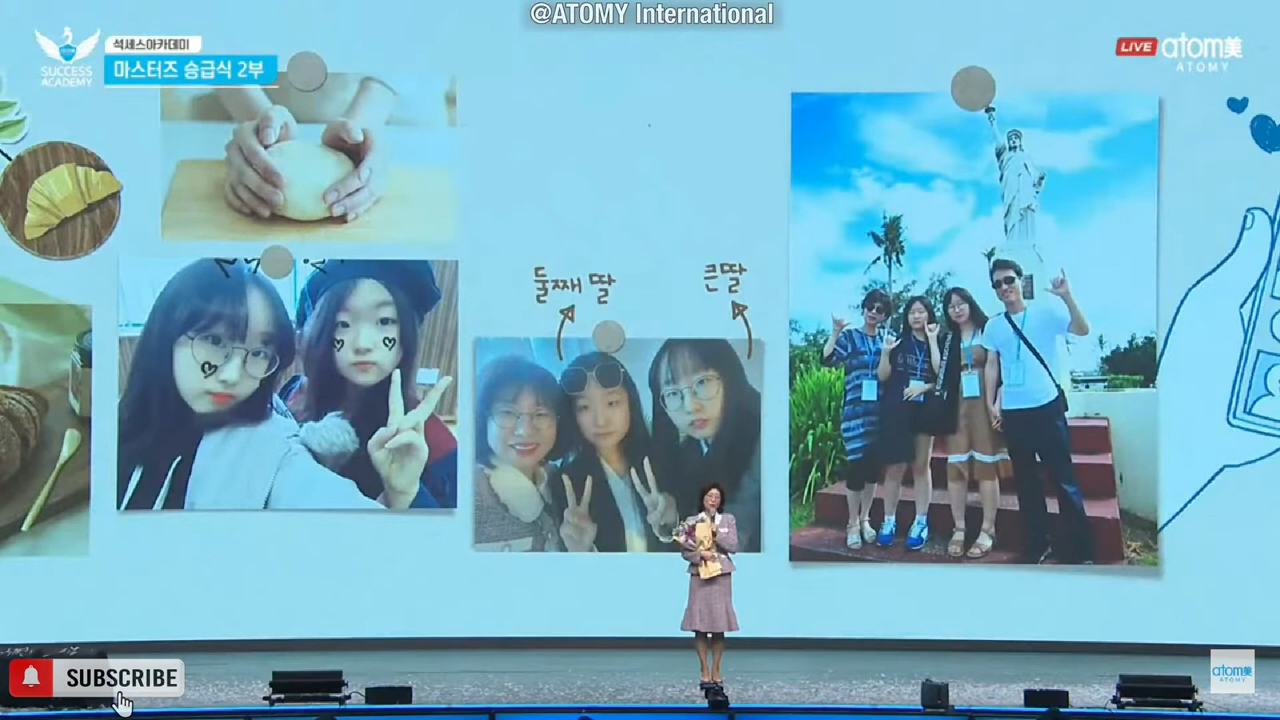 @ATOMY International
석세스아카데미
마스터즈 승급식 2부
SUCCESS
ACADEMY
LIVE atom美
ATOMY
둘째 딸
큰딸
SUBSCRIBE
atom美
ATOMY